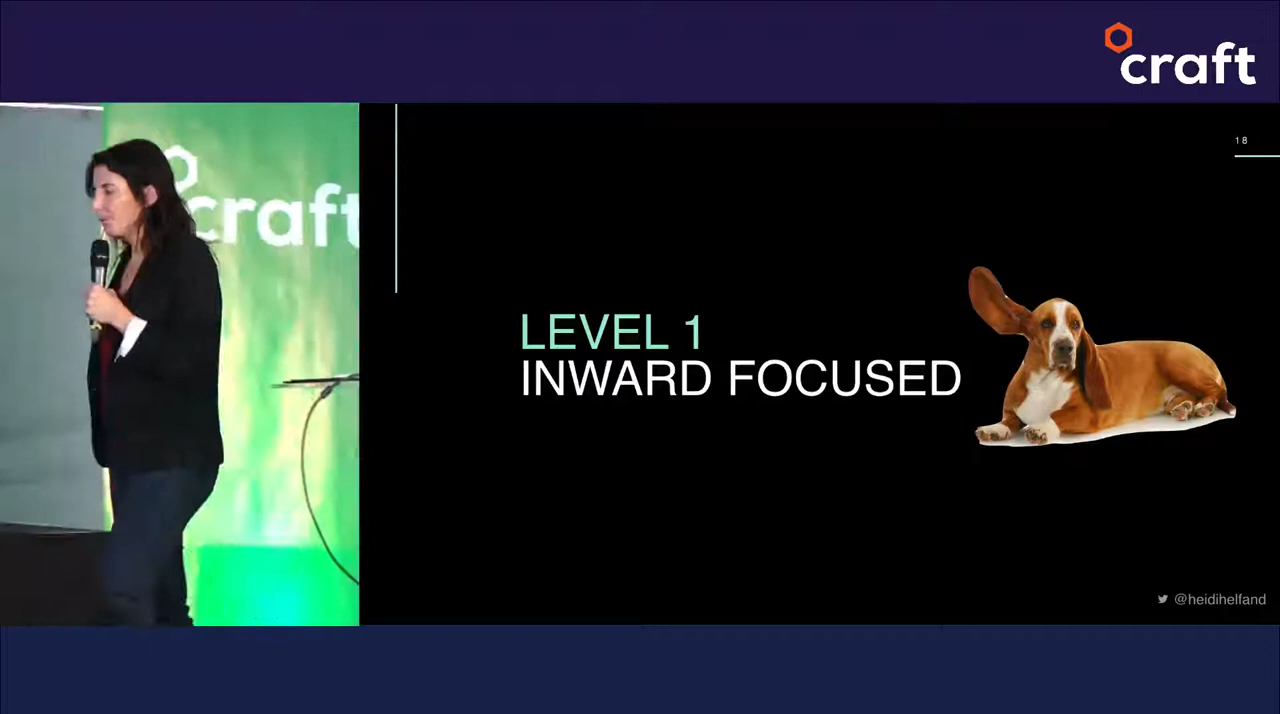 craft
craft
18
LEVEL 1
INWARD FOCUSED
@heidihelfand